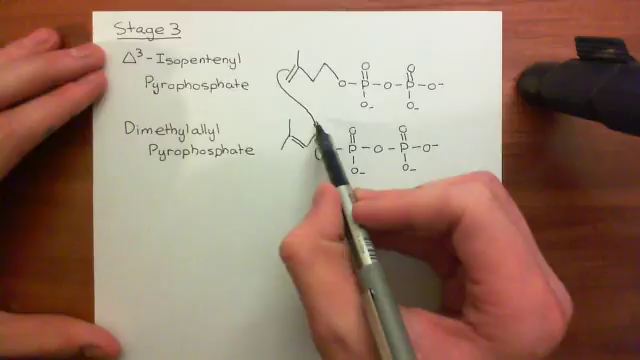 Stage 3
Δ³-Isopentenyl
Pyrophosphate
O
O
O-P-O-P-O-
O-
O-
Dimethylallyl
Pyrophosphate
O
O
O-P-O-P-O-
O-
O-